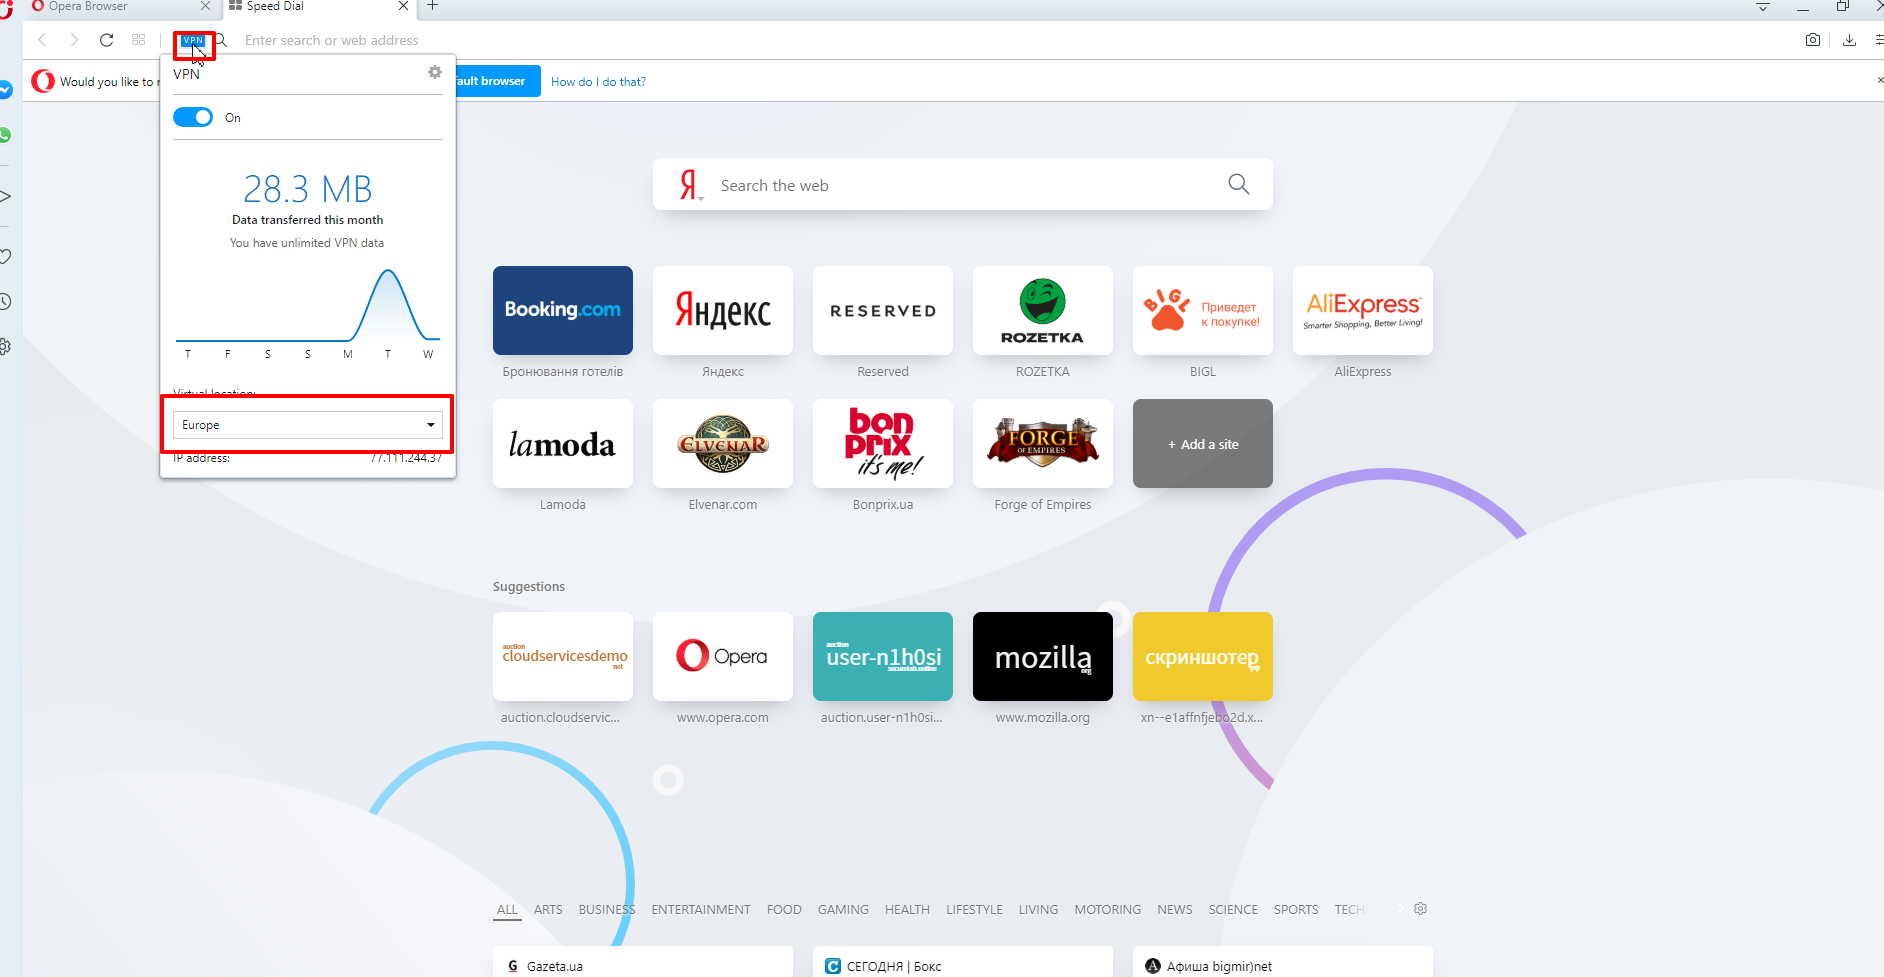 Opera Browser
Speed Dial
VPN
Enter search or web address
Would you like to
fault browser
How do I do that?
VPN
On
28.3 MB
Data transferred this month
You have unlimited VPN data
T F S S M T W
Virtual location:
Europe
IP address: 77.111.244.37
Я
Search the web
Booking.com
Яндекс
RESERVED
ROZETKA
BIGL
Приведет
к покупке!
AliExpress
Smarter Shopping, Better Living!
Бронювання готелів
Яндекс
Reserved
ROZETKA
BIGL
AliExpress
lamoda
ELVENAR
bon
prix
it's me!
FORGE
OF EMPIRES
+ Add a site
Lamoda
Elvenar.com
Bonprix.ua
Forge of Empires
Suggestions
auction
cloudservicesdemo
net
Opera
auction
user-n1h0si
securelab.online
mozilla
org
скриншотер
рф
auction.cloudservic...
www.opera.com
auction.user-n1h0si...
www.mozilla.org
xn--e1affnfjebo2d.x...
ALL ARTS BUSINESS ENTERTAINMENT FOOD GAMING HEALTH LIFESTYLE LIVING MOTORING NEWS SCIENCE SPORTS TECH
G Gazeta.ua
C СЕГОДНЯ | Бокс
A Афиша bigmir)net